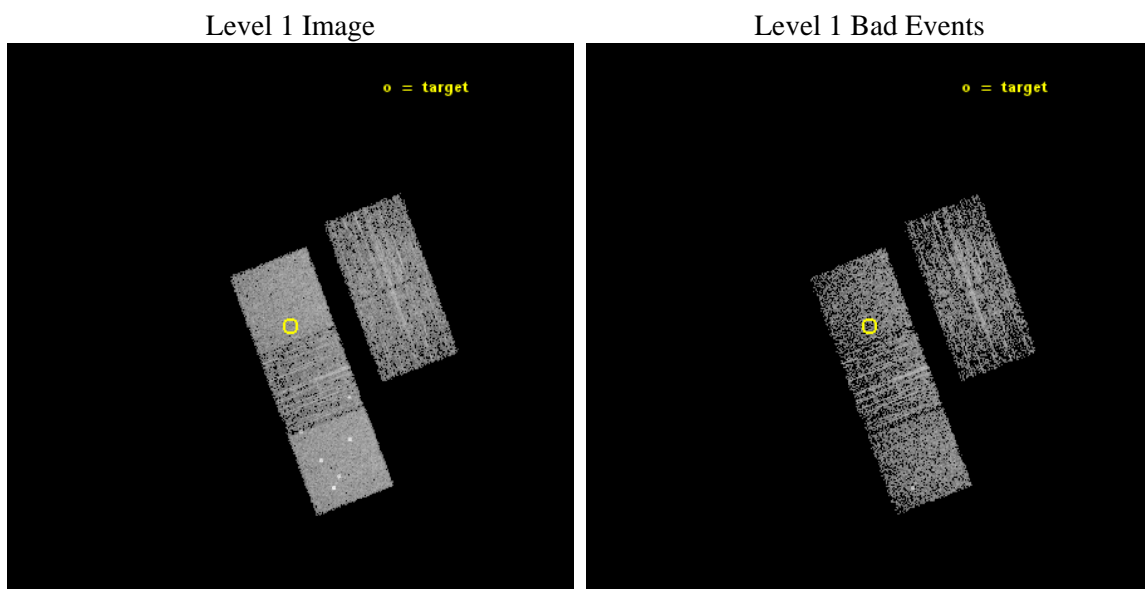 Level 1 Image
Level 1 Bad Events
o = target
o = target